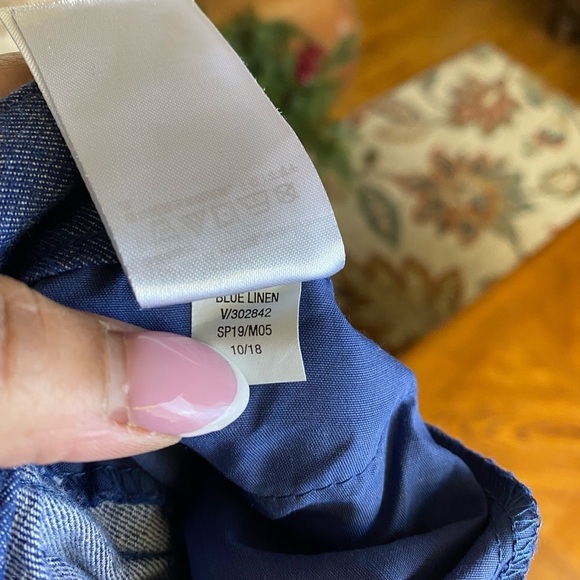 BLUE LINEN
V/302842
SP19/M05
10/18